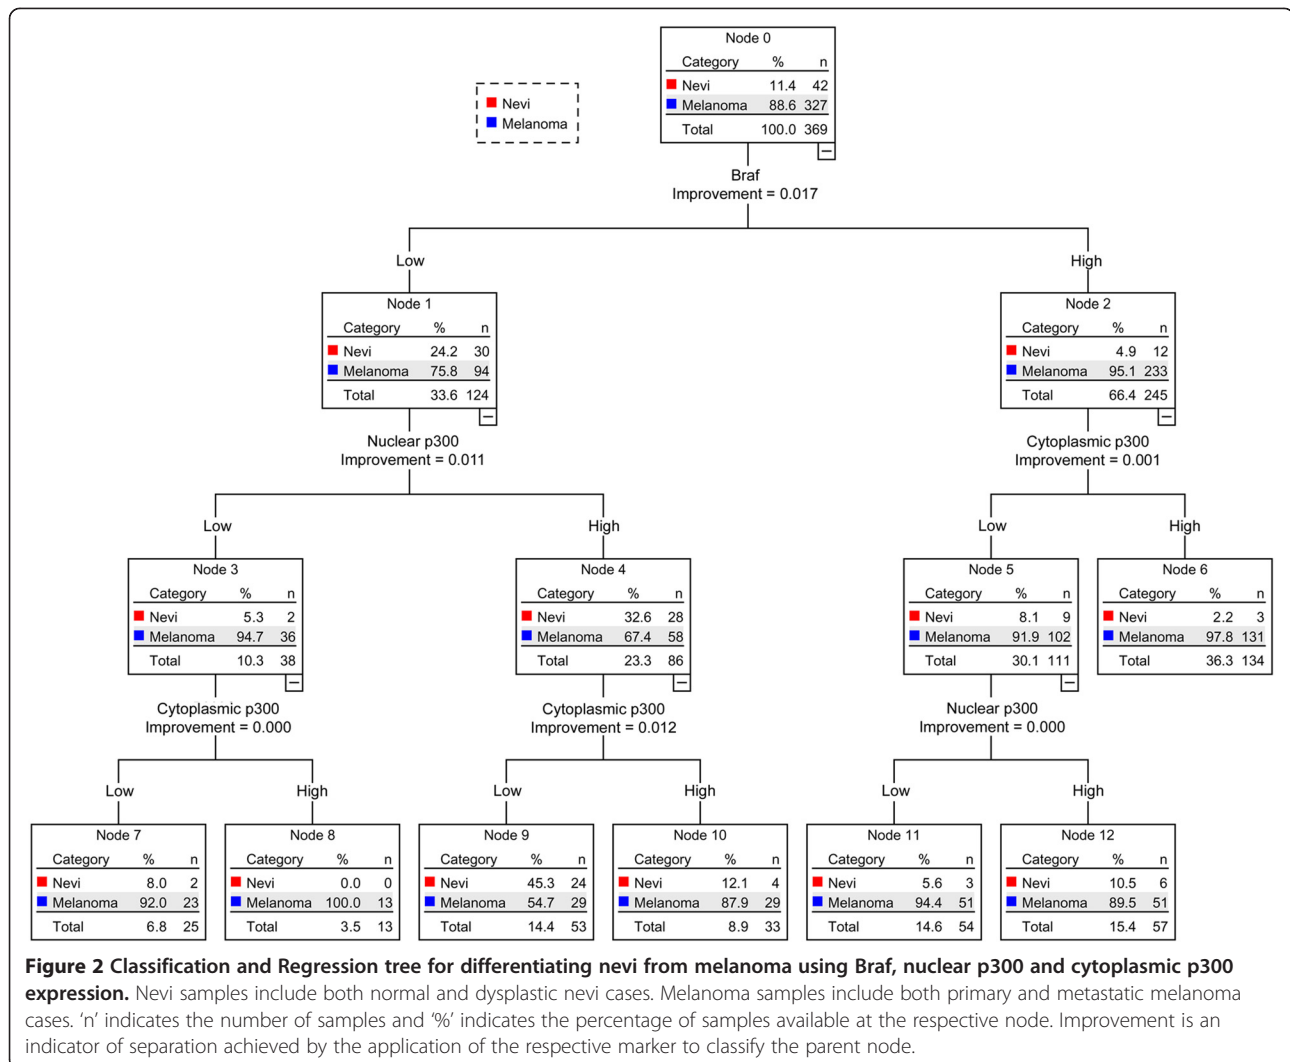 Node 0
Category % n
Nevi 11.4 42
Melanoma 88.6 327
Total 100.0 369
Nevi
Melanoma
Braf
Improvement = 0.017
Low
High
Node 1
Category % n
Nevi 24.2 30
Melanoma 75.8 94
Total 33.6 124
Node 2
Category % n
Nevi 4.9 12
Melanoma 95.1 233
Total 66.4 245
Nuclear p300
Improvement = 0.011
Cytoplasmic p300
Improvement = 0.001
Low
High
Low
High
Node 3
Category % n
Nevi 5.3 2
Melanoma 94.7 36
Total 10.3 38
Node 4
Category % n
Nevi 32.6 28
Melanoma 67.4 58
Total 23.3 86
Node 5
Category % n
Nevi 8.1 9
Melanoma 91.9 102
Total 30.1 111
Node 6
Category % n
Nevi 2.2 3
Melanoma 97.8 131
Total 36.3 134
Cytoplasmic p300
Improvement = 0.000
Cytoplasmic p300
Improvement = 0.012
Nuclear p300
Improvement = 0.000
Low
High
Low
High
Low
High
Node 7
Category % n
Nevi 8.0 2
Melanoma 92.0 23
Total 6.8 25
Node 8
Category % n
Nevi 0.0 0
Melanoma 100.0 13
Total 3.5 13
Node 9
Category % n
Nevi 45.3 24
Melanoma 54.7 29
Total 14.4 53
Node 10
Category % n
Nevi 12.1 4
Melanoma 87.9 29
Total 8.9 33
Node 11
Category % n
Nevi 5.6 3
Melanoma 94.4 51
Total 14.6 54
Node 12
Category % n
Nevi 10.5 6
Melanoma 89.5 51
Total 15.4 57
Figure 2 Classification and Regression tree for differentiating nevi from melanoma using Braf, nuclear p300 and cytoplasmic p300
expression. Nevi samples include both normal and dysplastic nevi cases. Melanoma samples include both primary and metastatic melanoma
cases. ‘n’ indicates the number of samples and ‘%’ indicates the percentage of samples available at the respective node. Improvement is an
indicator of separation achieved by the application of the respective marker to classify the parent node.